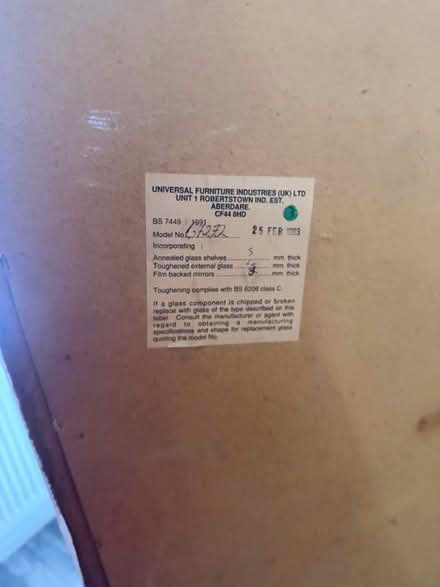 UNIVERSAL FURNITURE INDUSTRIES (UK) LTD
UNIT 1 ROBERTSTOWN IND. EST.
ABERDARE.
CF44 8HD
BS 7449 : 1991
Model No. 25 FEB 1993
Incorporating :
Annealed glass shelves 5 mm. thick
Toughened external glass mm. thick
Film backed mirrors mm. thick
Toughening complies with BS 6206 class C.
If a glass component is chipped or broken
replace with glass of the type described on this
label. Consult the manufacturer or agent with
regard to obtaining a manufacturing
specifications and shape for replacement glass
quoting the model No.